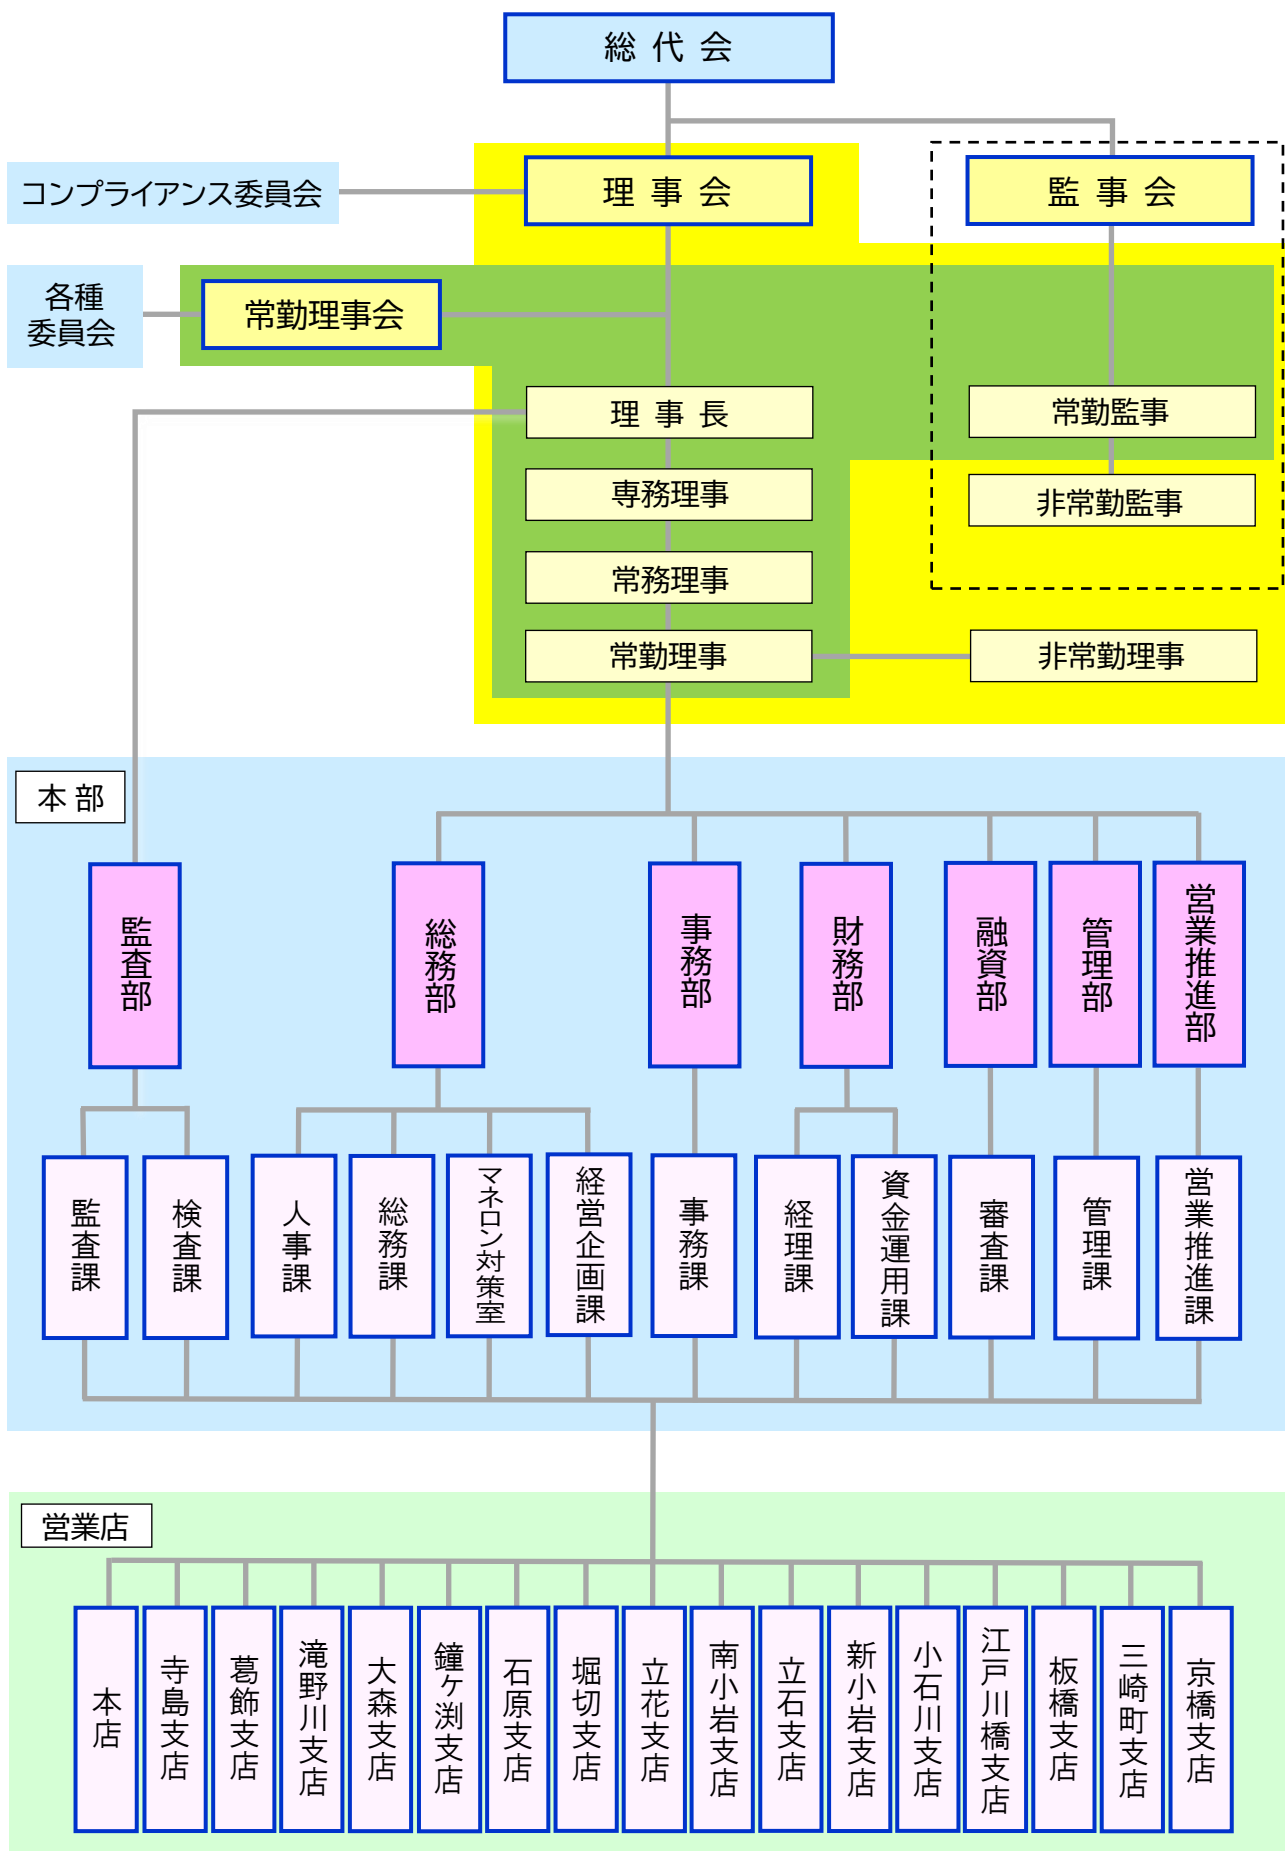 総代会
コンプライアンス委員会
理事会
監事会
各種
委員会
常勤理事会
理事長
常勤監事
専務理事
非常勤監事
常務理事
常勤理事
非常勤理事
本部
監査部
総務部
事務部
財務部
融資部
管理部
営業推進部
監査課
検査課
人事課
総務課
マネロン対策室
経営企画課
事務課
経理課
資金運用課
審査課
管理課
営業推進課
営業店
本店
寺島支店
葛飾支店
滝野川支店
大森支店
鐘ヶ渕支店
石原支店
堀切支店
立花支店
南小岩支店
立石支店
新小岩支店
小石川支店
江戸川橋支店
板橋支店
三崎町支店
京橋支店